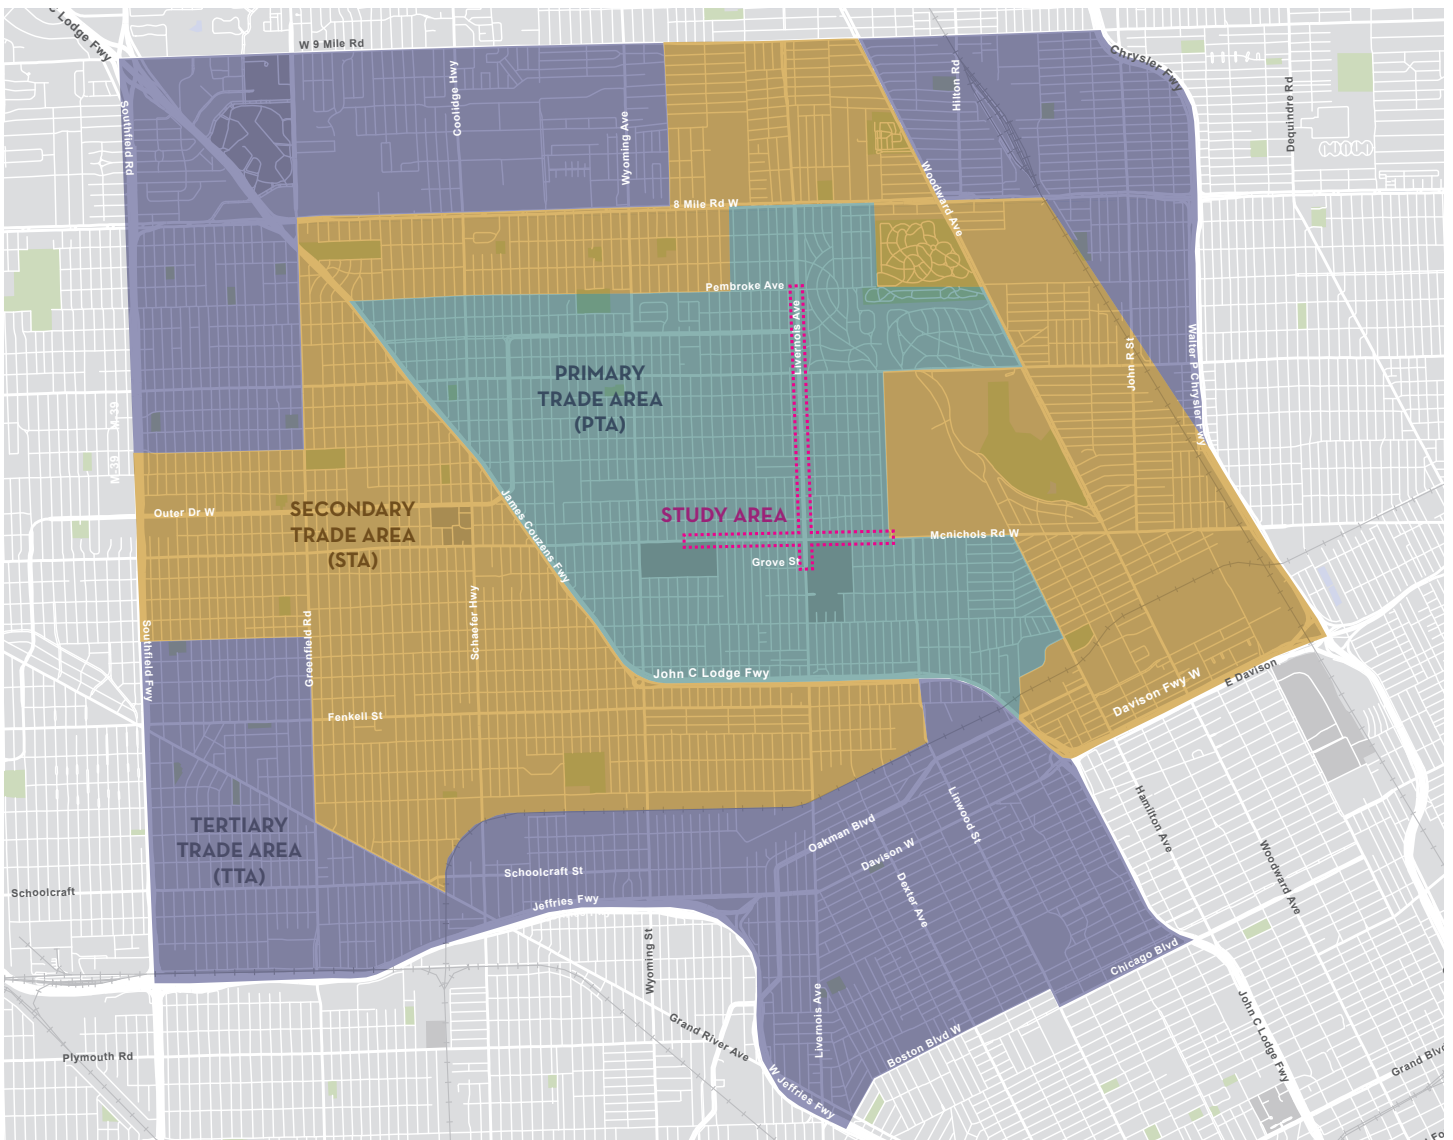 C Lodge Fwy
W 9 Mile Rd
Coolidge Hwy
Wyoming Ave
Hilton Rd
Chrysler Fwy
Dequindre Rd
Southfield Rd
8 Mile Rd W
Woodward Ave
Pembroke Ave
Livernois Ave
John R St
Walter P Chrysler Fwy
PRIMARY
TRADE AREA
(PTA)
M-39
M-39
Outer Dr W
SECONDARY
TRADE AREA
(STA)
James Couzens Fwy
STUDY AREA
Mcnichols Rd W
Grove St
Schaefer Hwy
Greenfield Rd
Southfield Fwy
John C Lodge Fwy
E Davison
Davison Fwy W
Fenkell St
TERTIARY
TRADE AREA
(TTA)
Oakman Blvd
Linwood St
Hamilton Ave
Davison W
Woodward Ave
Schoolcraft St
Schoolcraft
Jeffries Fwy
Dexter Ave
Wyoming St
Chicago Blvd
Livernois Ave
John C Lodge Fwy
Grand River Ave
Plymouth Rd
Boston Blvd W
W Jeffries Fwy
Grand Blv